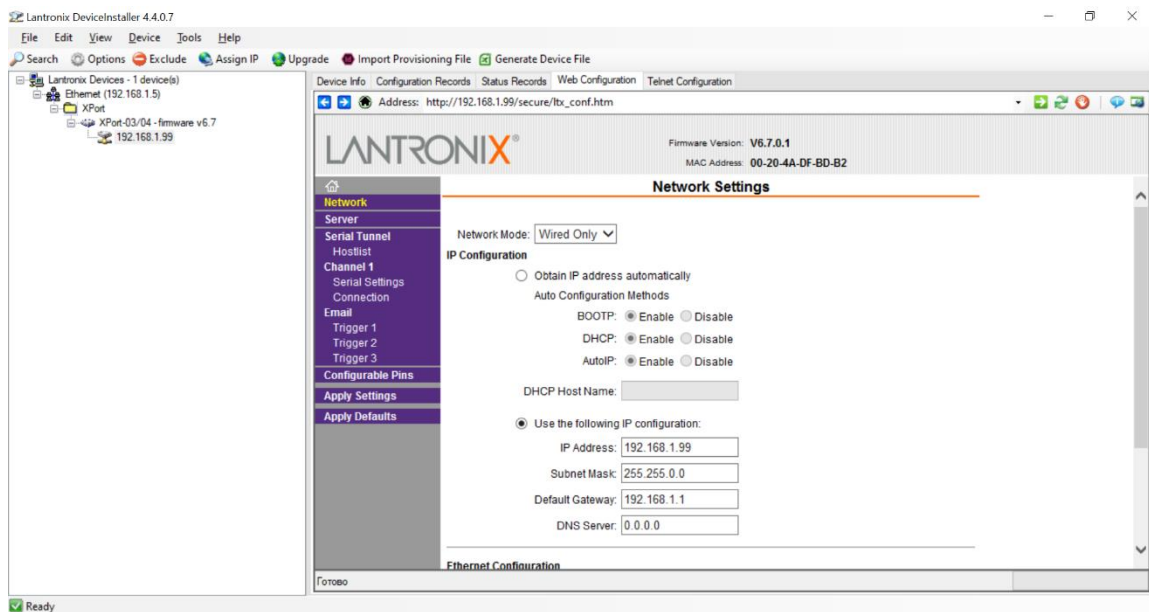 Lantronix DeviceInstaller 4.4.0.7
File Edit View Device Tools Help
Search Options Exclude Assign IP Upgrade Import Provisioning File Generate Device File
Lantronix Devices - 1 device(s)
Ethernet (192.168.1.5)
XPort
XPort-03/04 - firmware v6.7
192.168.1.99
Device Info Configuration Records Status Records Web Configuration Telnet Configuration
Address: http://192.168.1.99/secure/ltx_conf.htm
LANTRONIX®
Firmware Version: V6.7.0.1
MAC Address: 00-20-4A-DF-BD-B2
Network
Server
Serial Tunnel
Hostlist
Channel 1
Serial Settings
Connection
Email
Trigger 1
Trigger 2
Trigger 3
Configurable Pins
Apply Settings
Apply Defaults
Network Settings
Network Mode: Wired Only
IP Configuration
Obtain IP address automatically
Auto Configuration Methods
BOOTP: Enable Disable
DHCP: Enable Disable
AutoIP: Enable Disable
DHCP Host Name:
Use the following IP configuration:
IP Address: 192.168.1.99
Subnet Mask: 255.255.0.0
Default Gateway: 192.168.1.1
DNS Server: 0.0.0.0
Ethernet Configuration
Готово
Ready